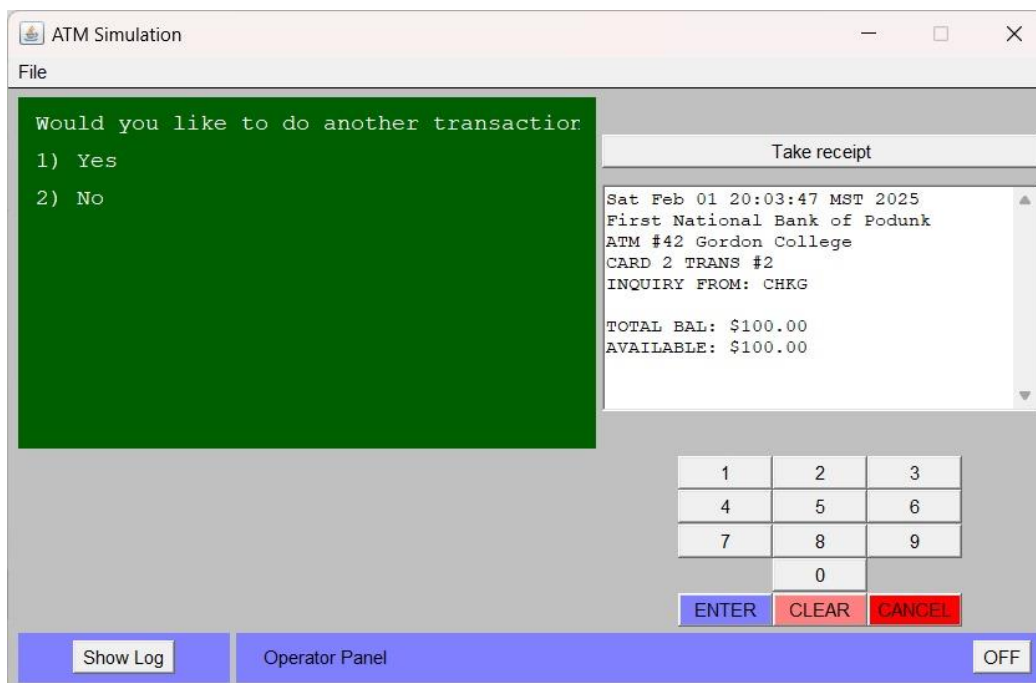 ATM Simulation
File
Would you like to do another transaction
1) Yes
2) No
Take receipt
Sat Feb 01 20:03:47 MST 2025
First National Bank of Podunk
ATM #42 Gordon College
CARD 2 TRANS #2
INQUIRY FROM: CHKG
TOTAL BAL: $100.00
AVAILABLE: $100.00
1 2 3
4 5 6
7 8 9
0
ENTER CLEAR CANCEL
Show Log Operator Panel OFF